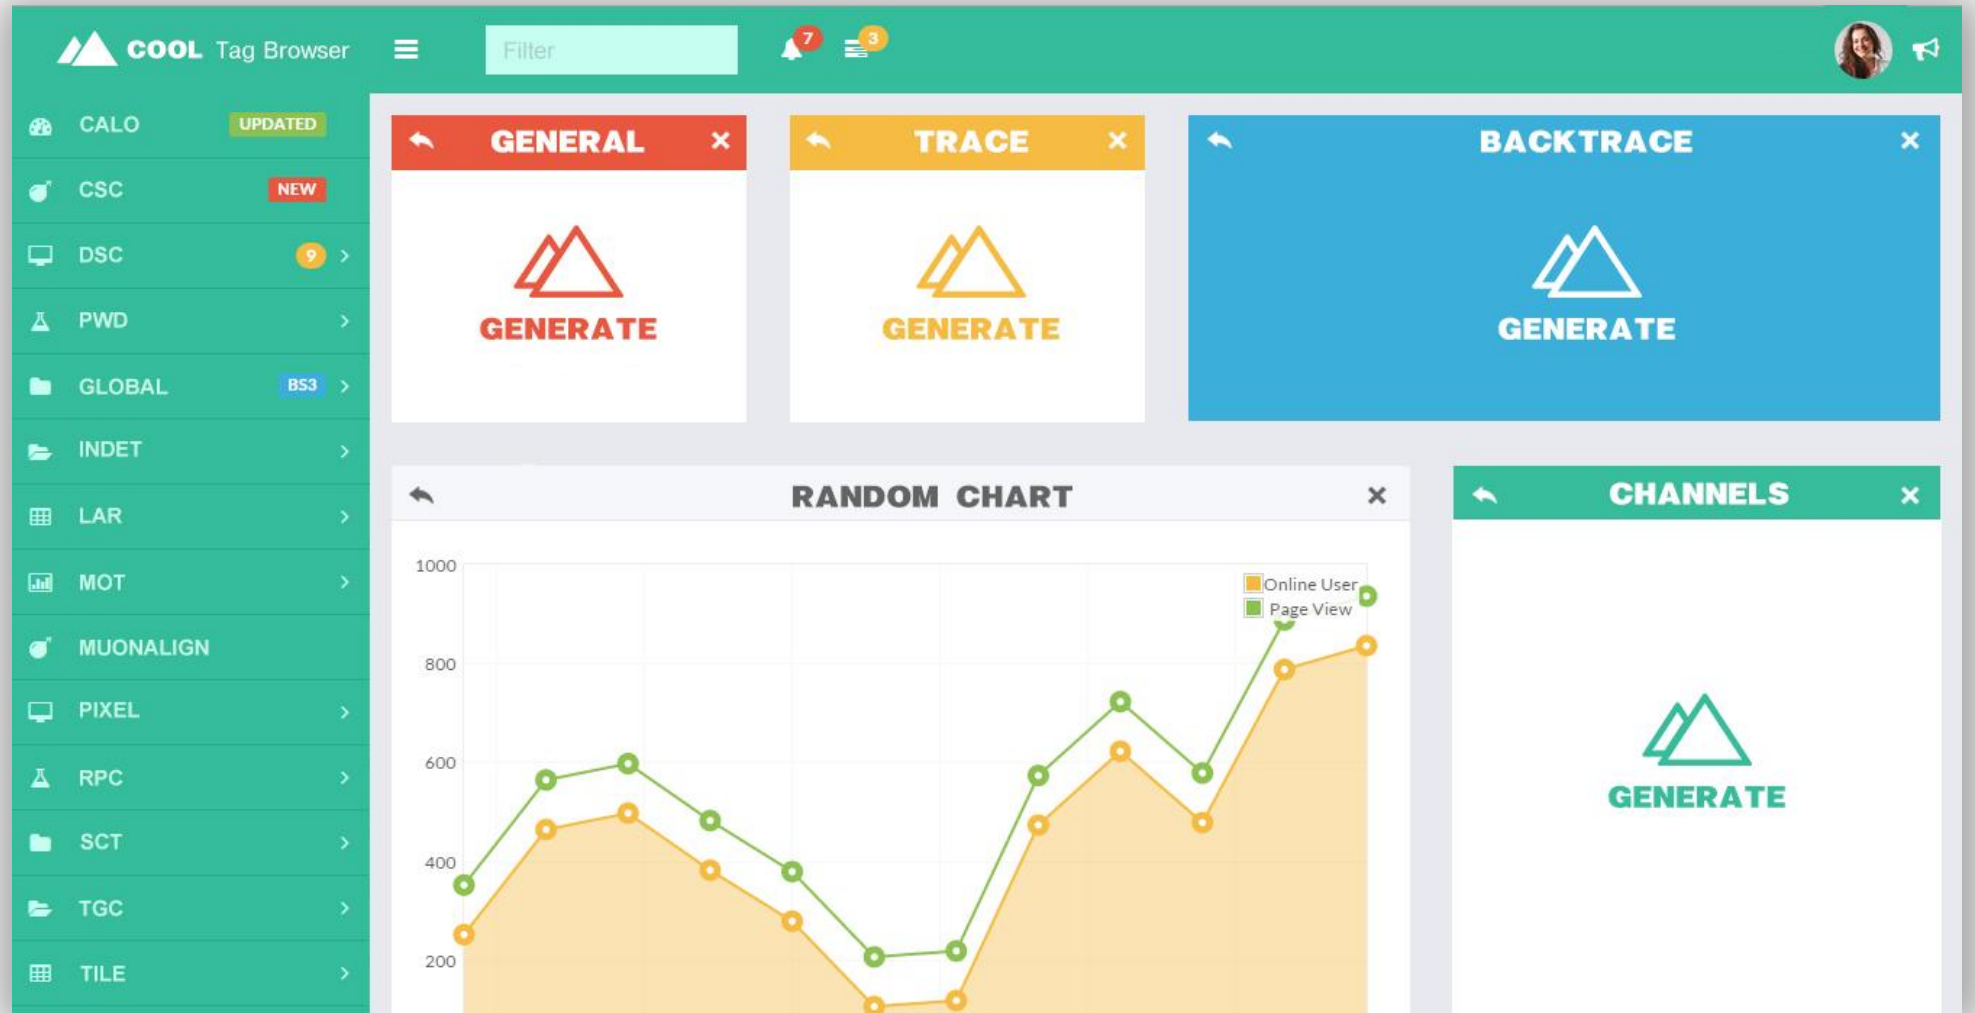 COOL Tag Browser
Filter
7
3
CALO UPDATED
CSC NEW
DSC 9
PWD
GLOBAL BS3
INDET
LAR
MOT
MUONALIGN
PIXEL
RPC
SCT
TGC
TILE
GENERAL
GENERATE
TRACE
GENERATE
BACKTRACE
GENERATE
RANDOM CHART
1000
800
600
400
200
Online User
Page View
CHANNELS
GENERATE